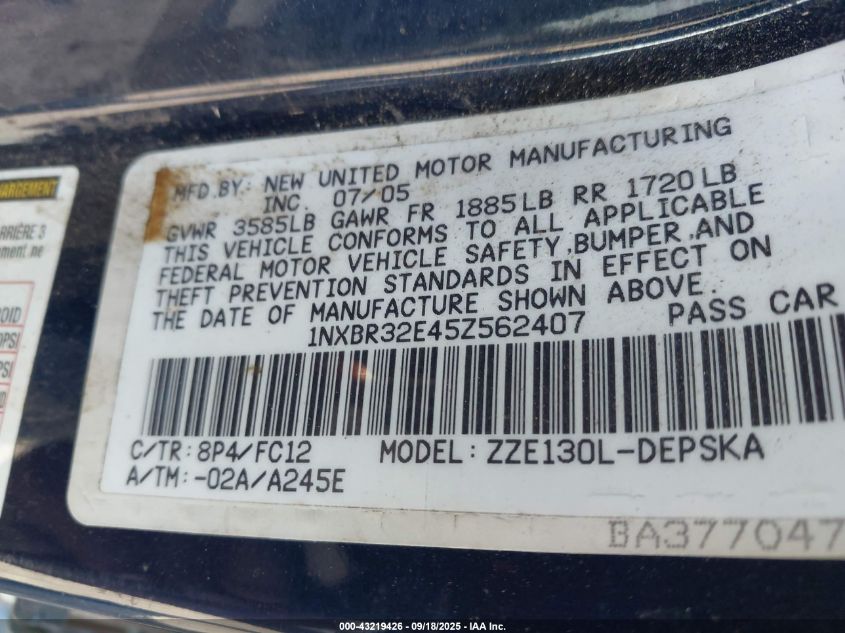 MFD.BY: NEW UNITED MOTOR MANUFACTURING
INC. 07/05
GVWR 3585LB GAWR FR 1885LB RR 1720LB
THIS VEHICLE CONFORMS TO ALL APPLICABLE
FEDERAL MOTOR VEHICLE SAFETY,BUMPER,AND
THEFT PREVENTION STANDARDS IN EFFECT ON
THE DATE OF MANUFACTURE SHOWN ABOVE.
1NXBR32E45Z562407 PASS CAR
C/TR: 8P4/FC12 MODEL: ZZE130L-DEPSKA
A/TM:-02A/A245E
BA377047
000-43219426 - 09/18/2025 - IAA Inc.